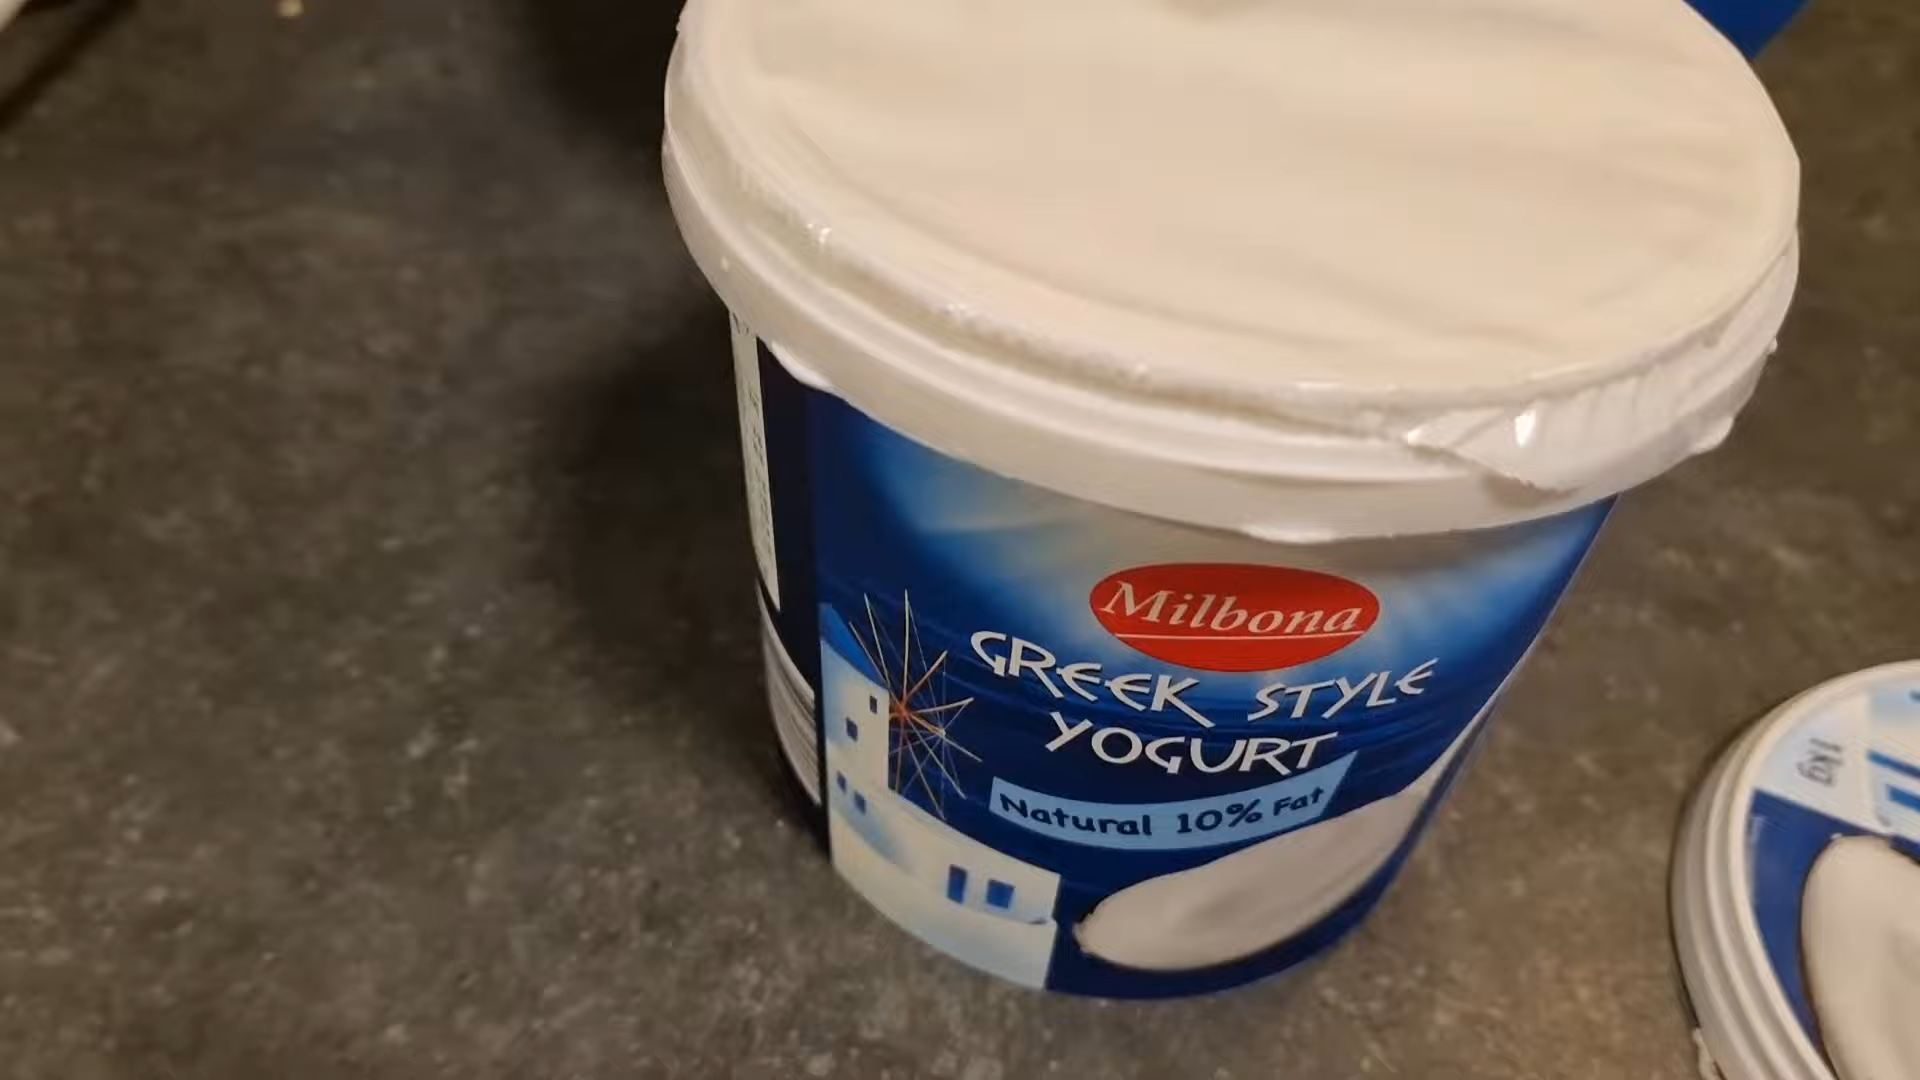 Milbona
GREEK STYLE
YOGURT
Natural 10% Fat
1kg